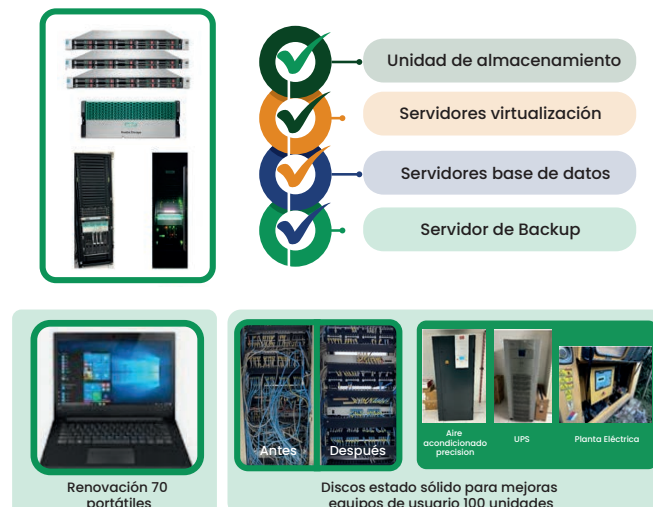 Unidad de almacenamiento
Servidores virtualización
Servidores base de datos
Servidor de Backup
Antes
Después
Aire
acondicionado
precision
UPS
Planta Eléctrica
Renovación 70
portátiles
Discos estado sólido para mejoras
equipos de usuario 100 unidades